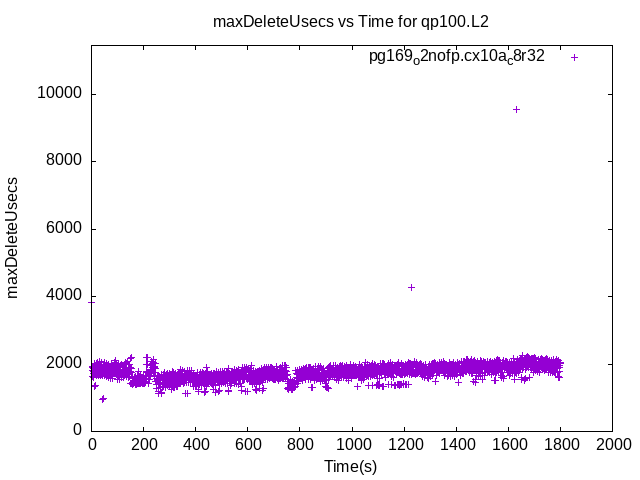 maxDeleteUsecs vs Time for qp100.L2
pg169o2nofp.cx10ac8r32
maxDeleteUsecs
10000
8000
6000
4000
2000
0
0 200 400 600 800 1000 1200 1400 1600 1800 2000
Time(s)